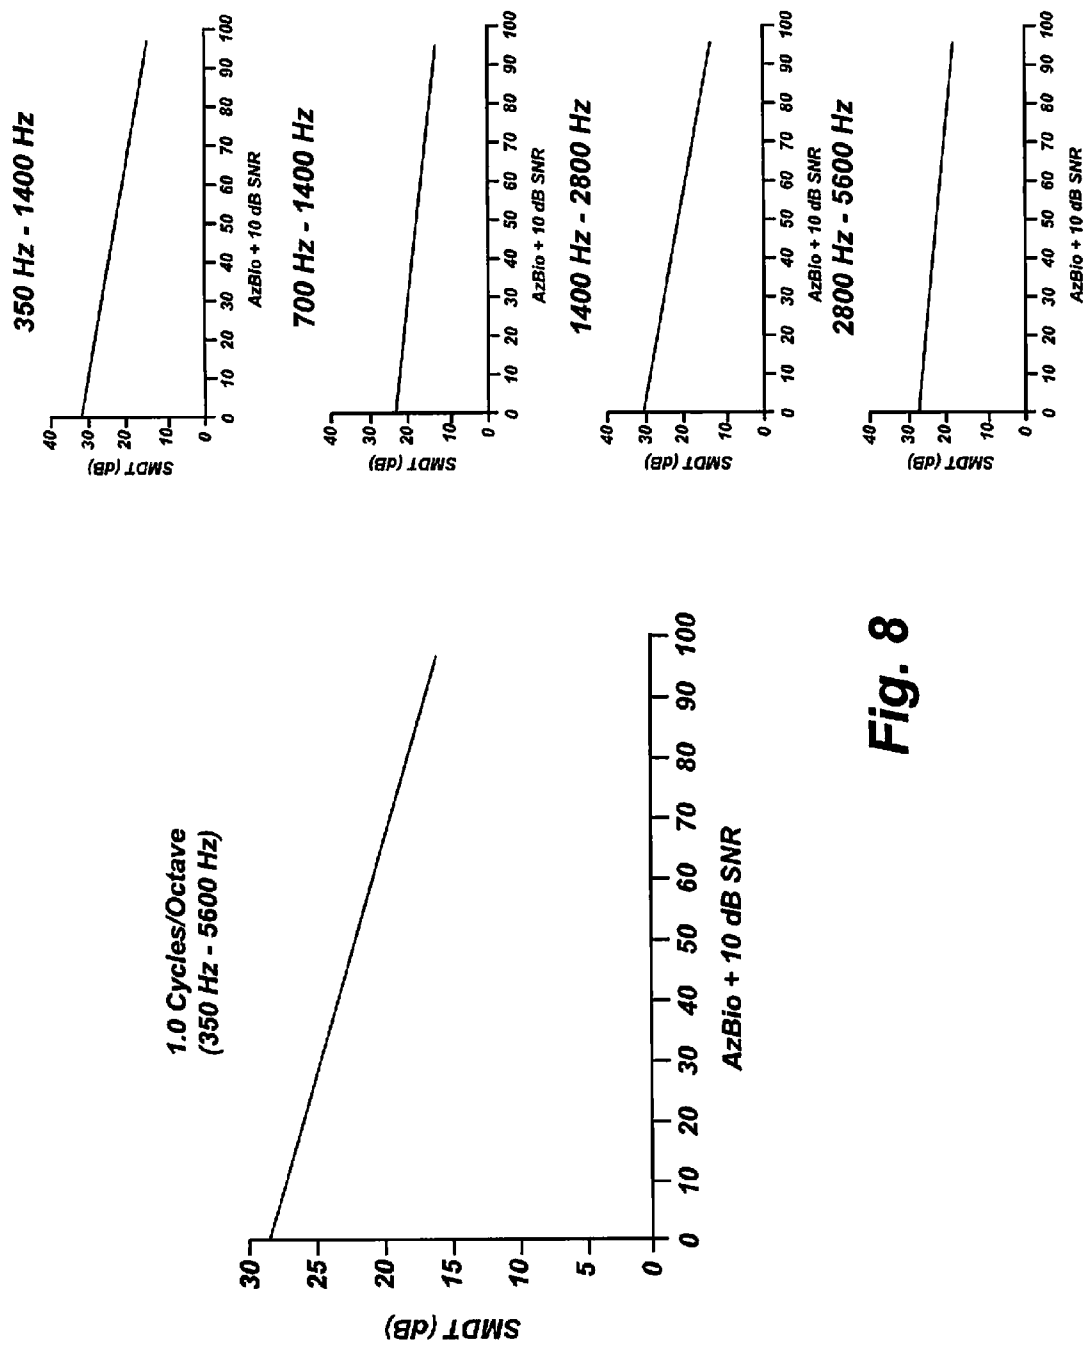 1.0 Cycles/Octave
(350 Hz - 5600 Hz)
SMDT (dB)
30
25
20
15
10
5
0
0 10 20 30 40 50 60 70 80 90 100
AzBio + 10 dB SNR
350 Hz - 1400 Hz
SMDT (dB)
40
30
20
10
0
0 10 20 30 40 50 60 70 80 90 100
AzBio + 10 dB SNR
700 Hz - 1400 Hz
SMDT (dB)
40
30
20
10
0
0 10 20 30 40 50 60 70 80 90 100
AzBio + 10 dB SNR
1400 Hz - 2800 Hz
SMDT (dB)
40
30
20
10
0
0 10 20 30 40 50 60 70 80 90 100
AzBio + 10 dB SNR
2800 Hz - 5600 Hz
SMDT (dB)
40
30
20
10
0
0 10 20 30 40 50 60 70 80 90 100
AzBio + 10 dB SNR
Fig. 8